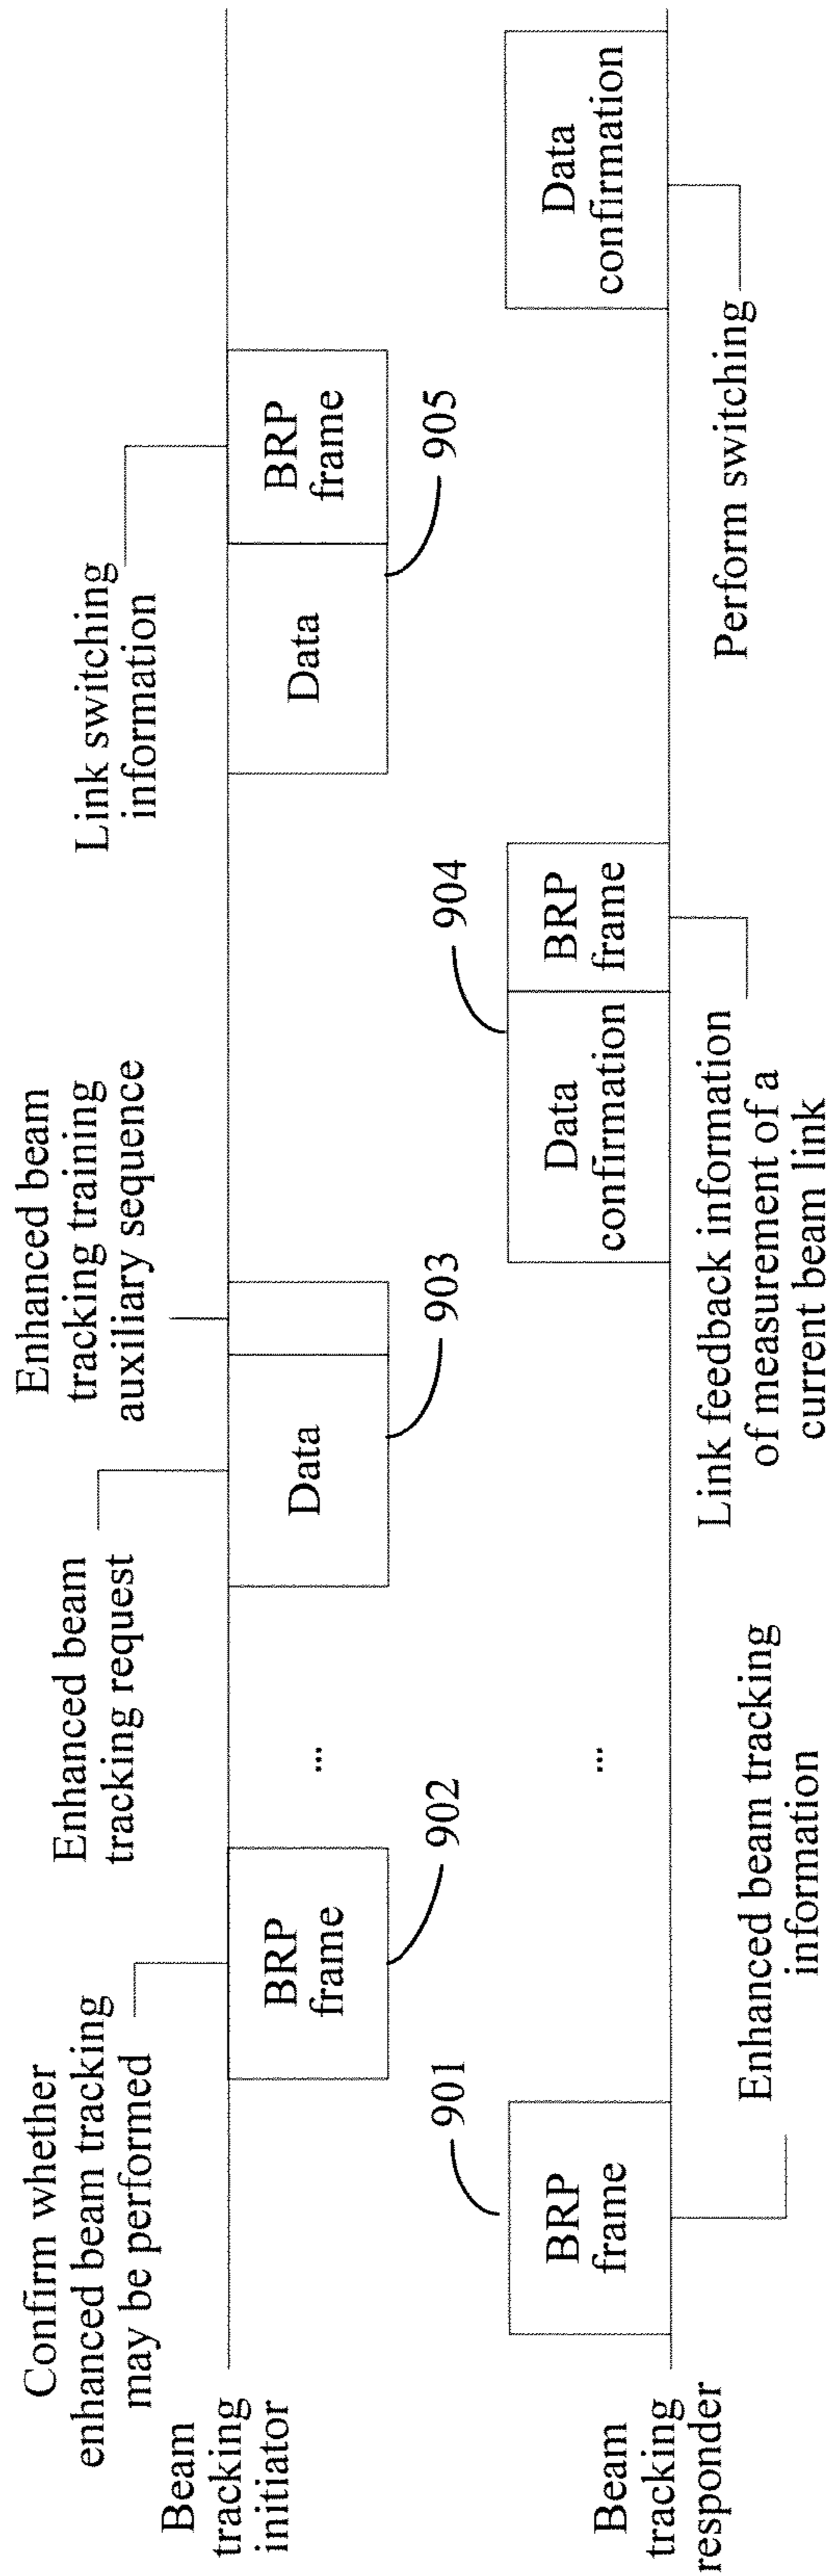 Confirm whether
enhanced beam tracking
may be performed
Enhanced beam
tracking request
Enhanced beam
tracking training
auxiliary sequence
Link switching
information
Beam
tracking
initiator
BRP
frame
902
...
Data
903
Data
BRP
frame
905
Beam
tracking
responder
901
BRP
frame
...
904
Data
confirmation
BRP
frame
Data
confirmation
Enhanced beam tracking
information
Link feedback information
of measurement of a
current beam link
Perform switching